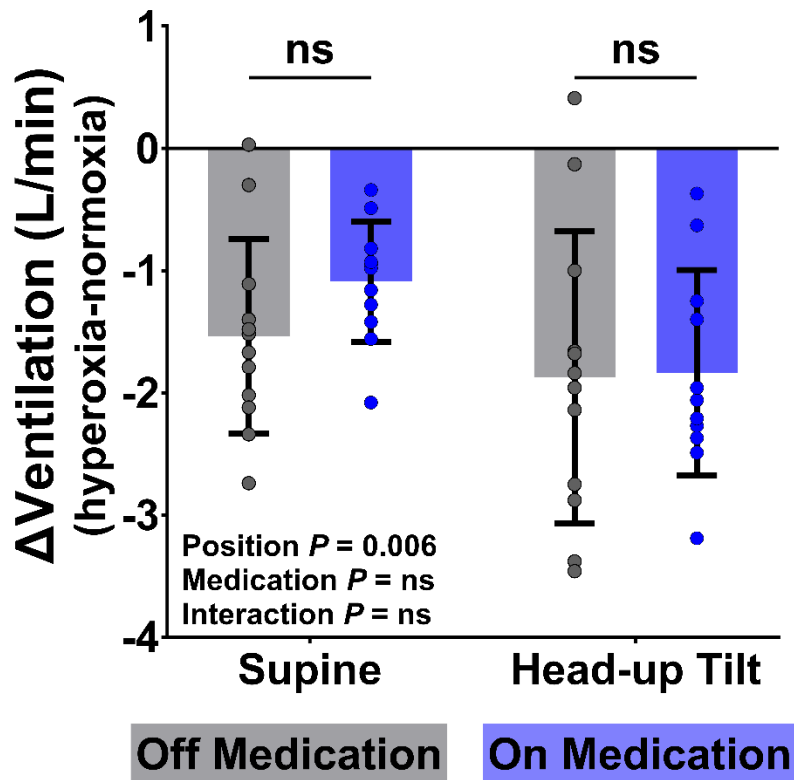 ΔVentilation (L/min)
(hyperoxia-normoxia)
1
0
-1
-2
-3
-4
ns
ns
Position P = 0.006
Medication P = ns
Interaction P = ns
Supine
Head-up Tilt
Off Medication
On Medication